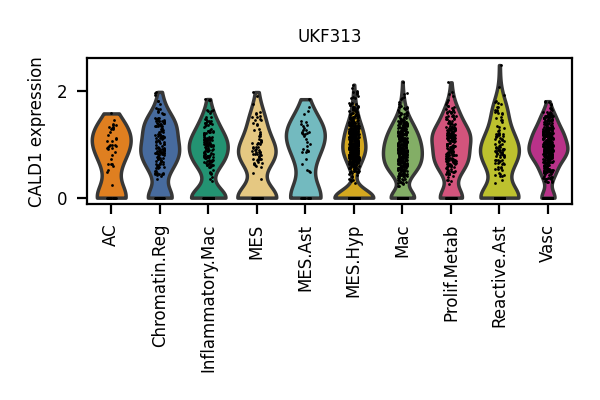 UKF313
CALD1 expression
2
0
AC
Chromatin.Reg
Inflammatory.Mac
MES
MES.Ast
MES.Hyp
Mac
Prolif.Metab
Reactive.Ast
Vasc